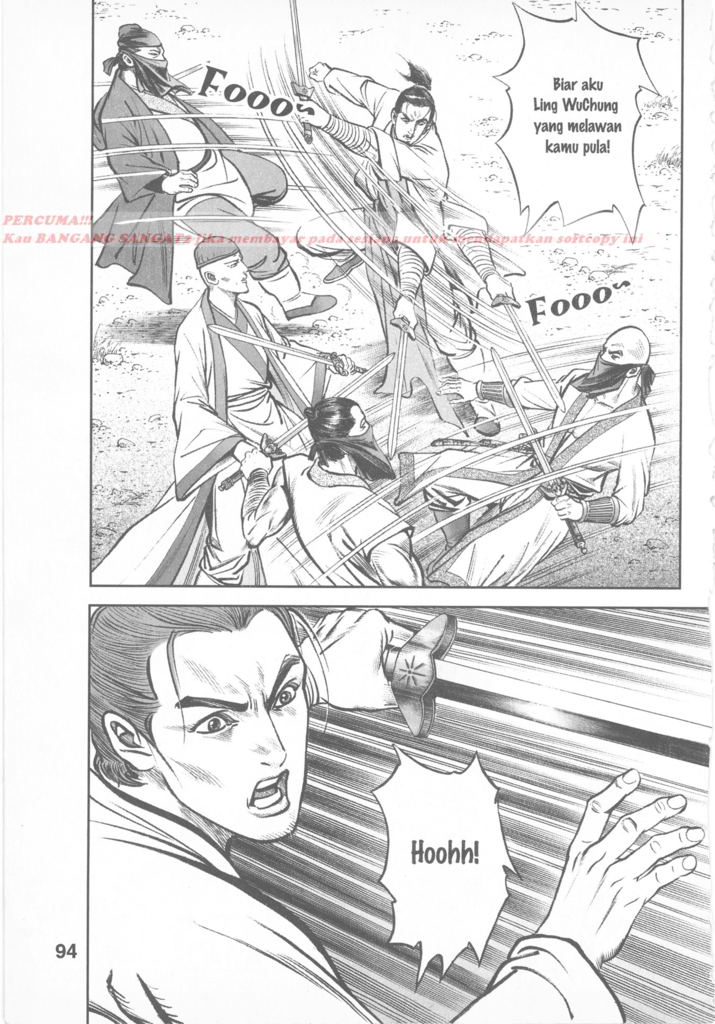 Fooo~
Biar aku
Ling WuChung
yang melawan
kamu pula!
PERCUMA!!!
Kau BANGANG SANGATz jika membayar pada sesiapa untuk mendapatkan softcopy ini
Fooo~
Hoohh!
94